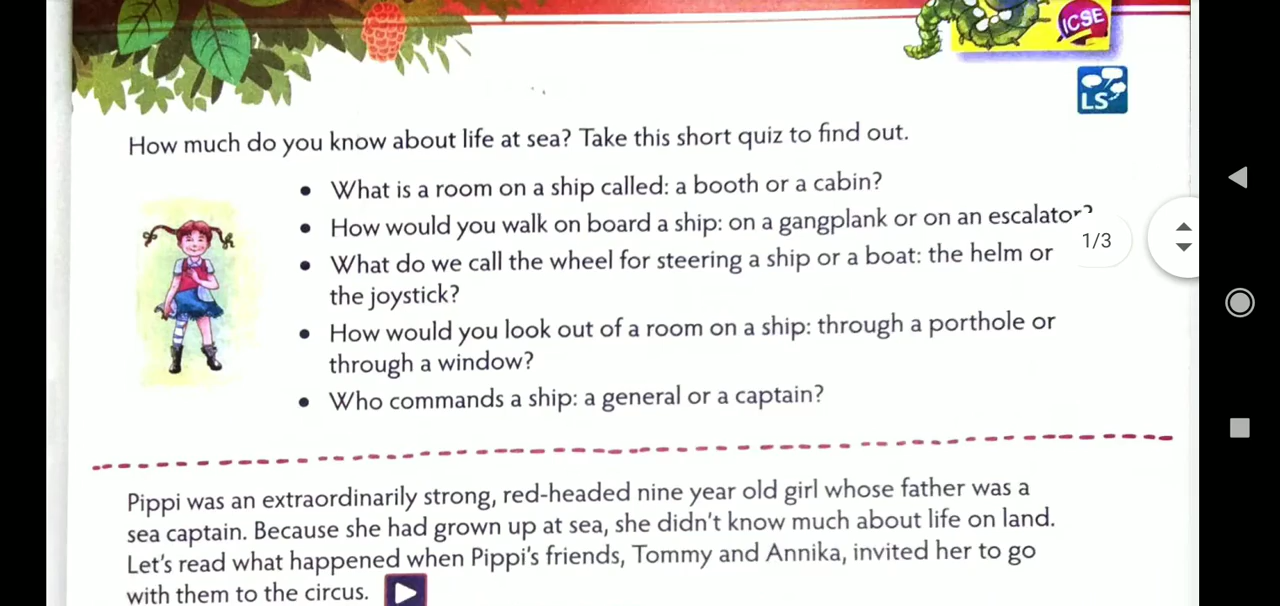 ICSE
LS
How much do you know about life at sea? Take this short quiz to find out.
• What is a room on a ship called: a booth or a cabin?
• How would you walk on board a ship: on a gangplank or on an escalator?
1/3
• What do we call the wheel for steering a ship or a boat: the helm or
the joystick?
• How would you look out of a room on a ship: through a porthole or
through a window?
• Who commands a ship: a general or a captain?
Pippi was an extraordinarily strong, red-headed nine year old girl whose father was a
sea captain. Because she had grown up at sea, she didn't know much about life on land.
Let's read what happened when Pippi's friends, Tommy and Annika, invited her to go
with them to the circus.